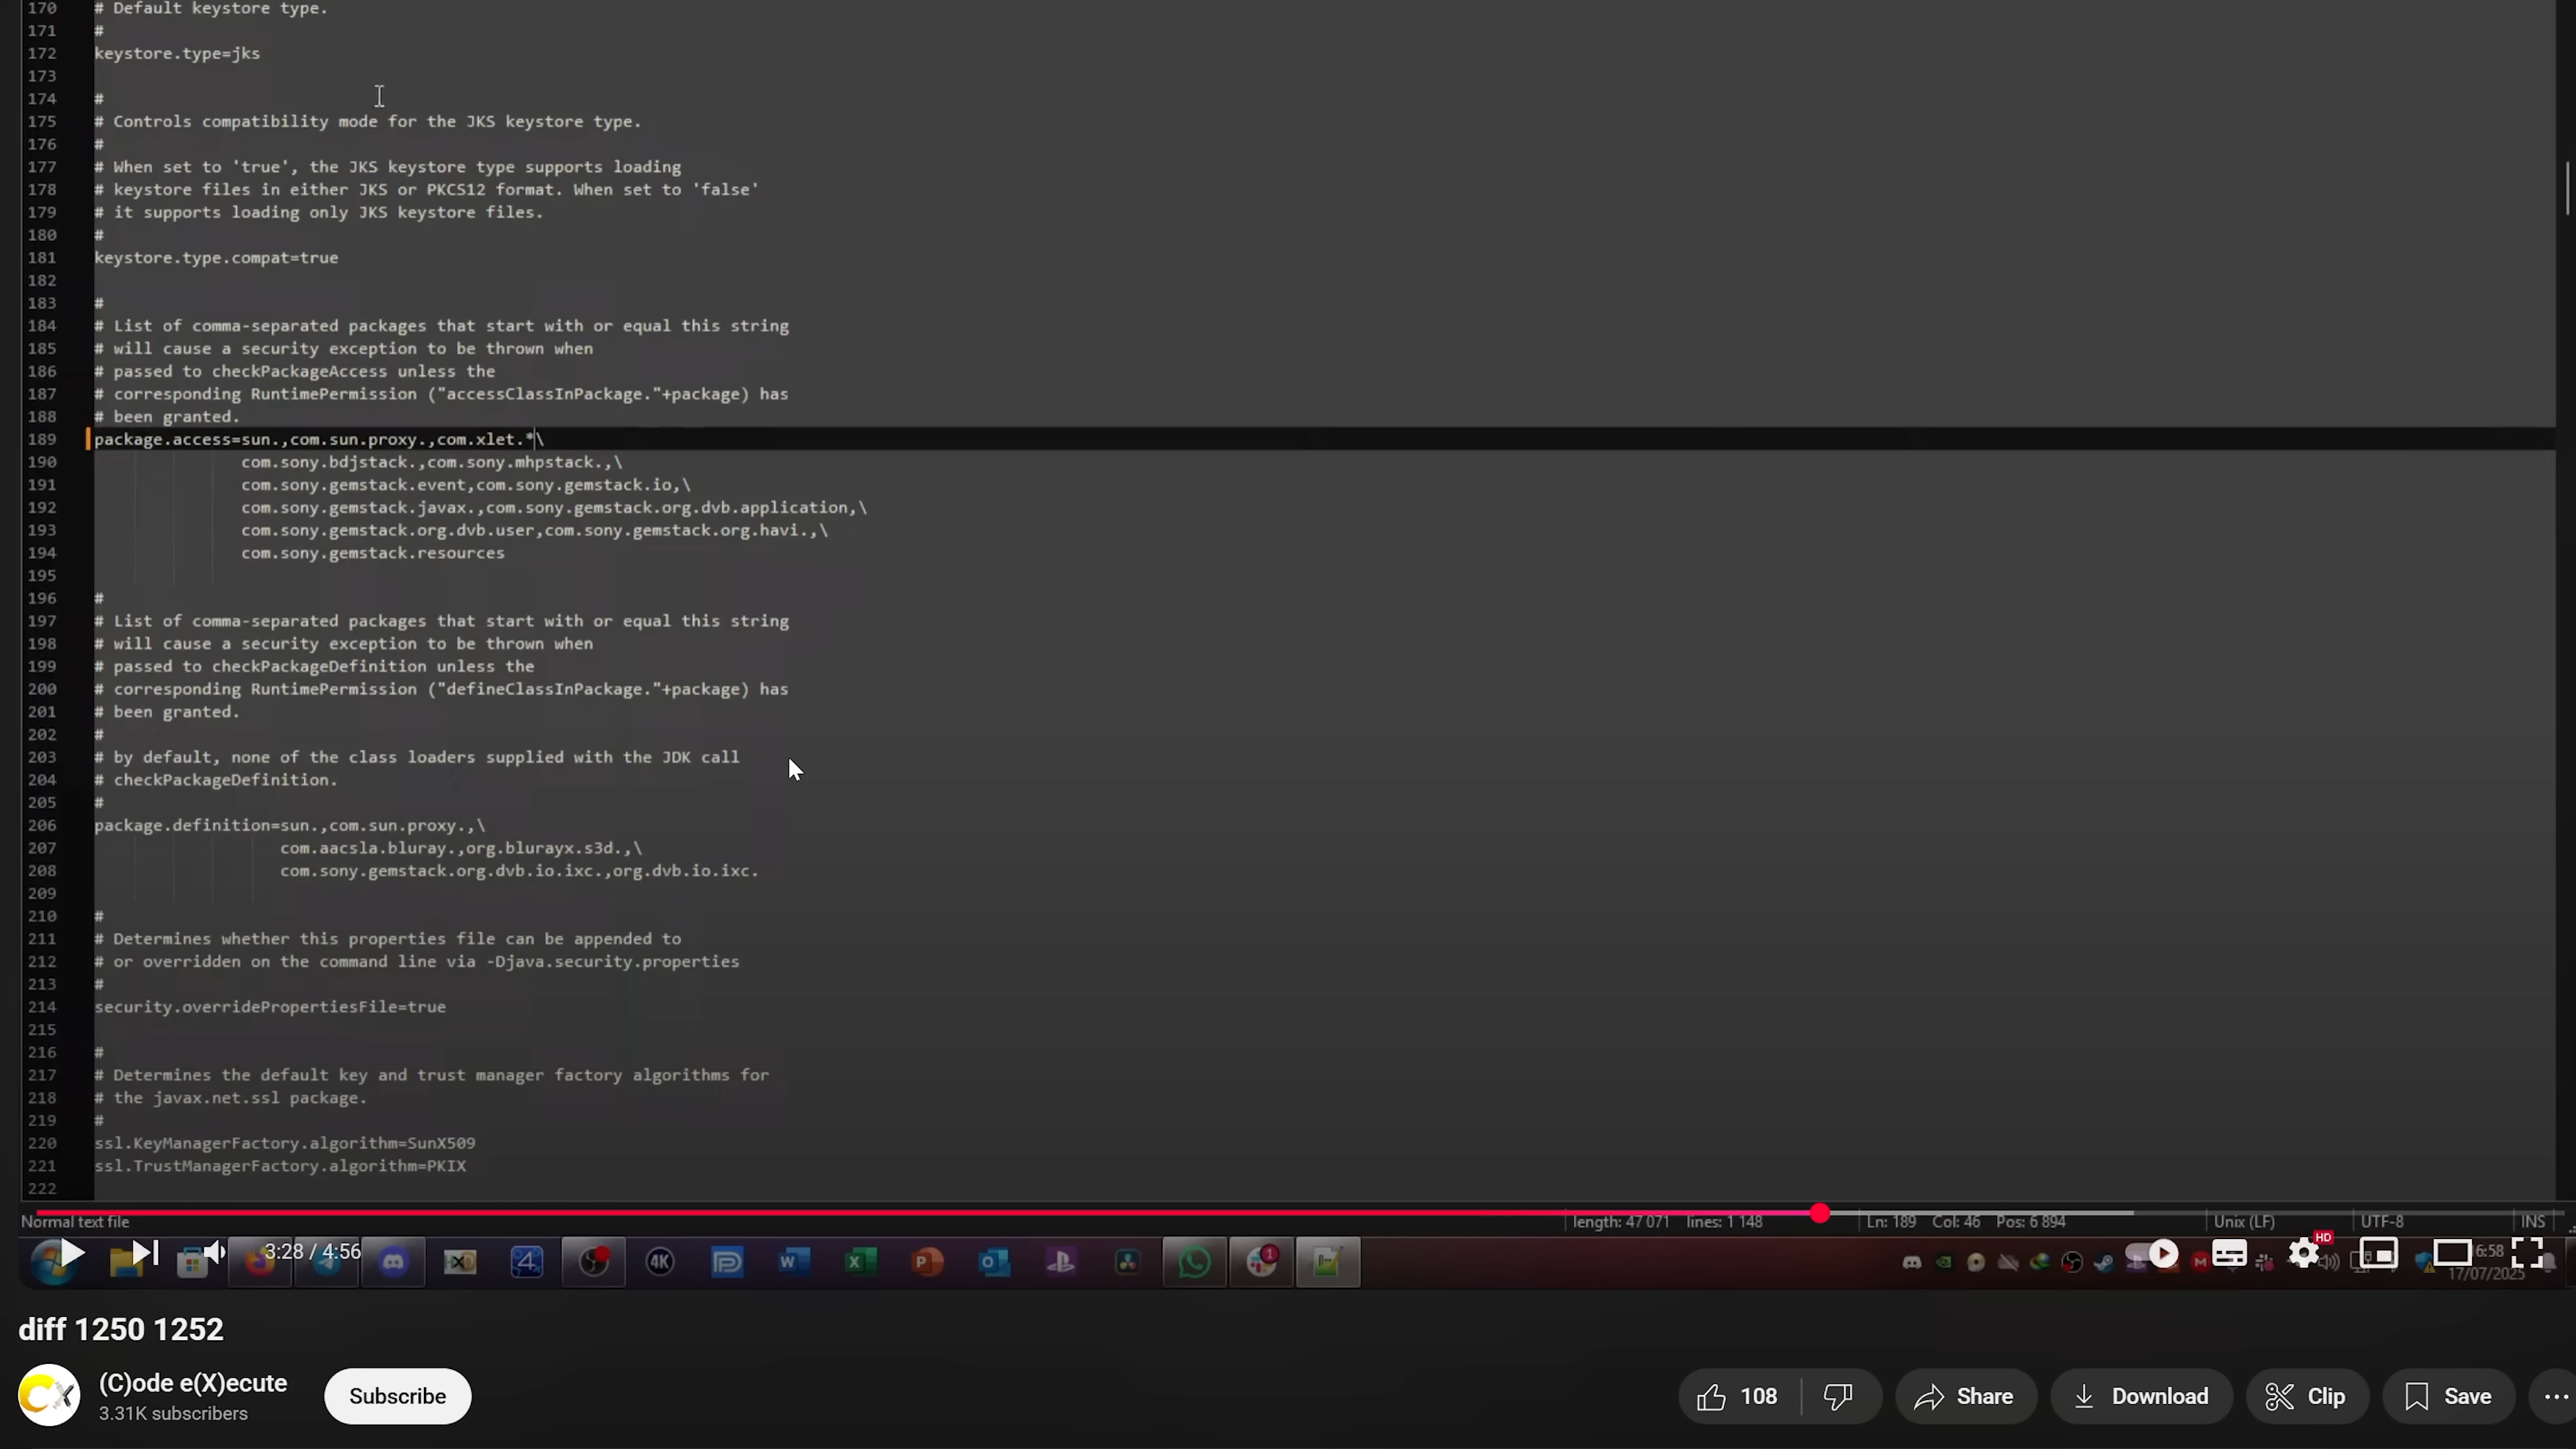 170 # Default keystore type.
171 #
172 keystore.type=jks
173
174 #
175 # Controls compatibility mode for the JKS keystore type.
176 #
177 # When set to 'true', the JKS keystore type supports loading
178 # keystore files in either JKS or PKCS12 format. When set to 'false'
179 # it supports loading only JKS keystore files.
180 #
181 keystore.type.compat=true
182
183 #
184 # List of comma-separated packages that start with or equal this string
185 # will cause a security exception to be thrown when
186 # passed to checkPackageAccess unless the
187 # corresponding RuntimePermission ("accessClassInPackage."+package) has
188 # been granted.
189 package.access=sun.,com.sun.proxy.,com.xlet.*\
190 com.sony.bdjstack.,com.sony.mhpstack.,\
191 com.sony.gemstack.event,com.sony.gemstack.io,\
192 com.sony.gemstack.javax.,com.sony.gemstack.org.dvb.application,\
193 com.sony.gemstack.org.dvb.user,com.sony.gemstack.org.havi.,\
194 com.sony.gemstack.resources
195
196 #
197 # List of comma-separated packages that start with or equal this string
198 # will cause a security exception to be thrown when
199 # passed to checkPackageDefinition unless the
200 # corresponding RuntimePermission ("defineClassInPackage."+package) has
201 # been granted.
202 #
203 # by default, none of the class loaders supplied with the JDK call
204 # checkPackageDefinition.
205 #
206 package.definition=sun.,com.sun.proxy.,\
207 com.aacsla.bluray.,org.blurayx.s3d.,\
208 com.sony.gemstack.org.dvb.io.ixc.,org.dvb.io.ixc.
209
210 #
211 # Determines whether this properties file can be appended to
212 # or overridden on the command line via -Djava.security.properties
213 #
214 security.overridePropertiesFile=true
215
216 #
217 # Determines the default key and trust manager factory algorithms for
218 # the javax.net.ssl package.
219 #
220 ssl.KeyManagerFactory.algorithm=SunX509
221 ssl.TrustManagerFactory.algorithm=PKIX
222
Normal text file length: 47 071 lines: 1 148 Ln: 189 Col: 46 Pos: 6 894 Unix (LF) UTF-8 INS
3:28 / 4:56 4K HD
17/07/2025
diff 1250 1252
(C)ode e(X)ecute
3.31K subscribers
Subscribe
108
Share
Download
Clip
Save